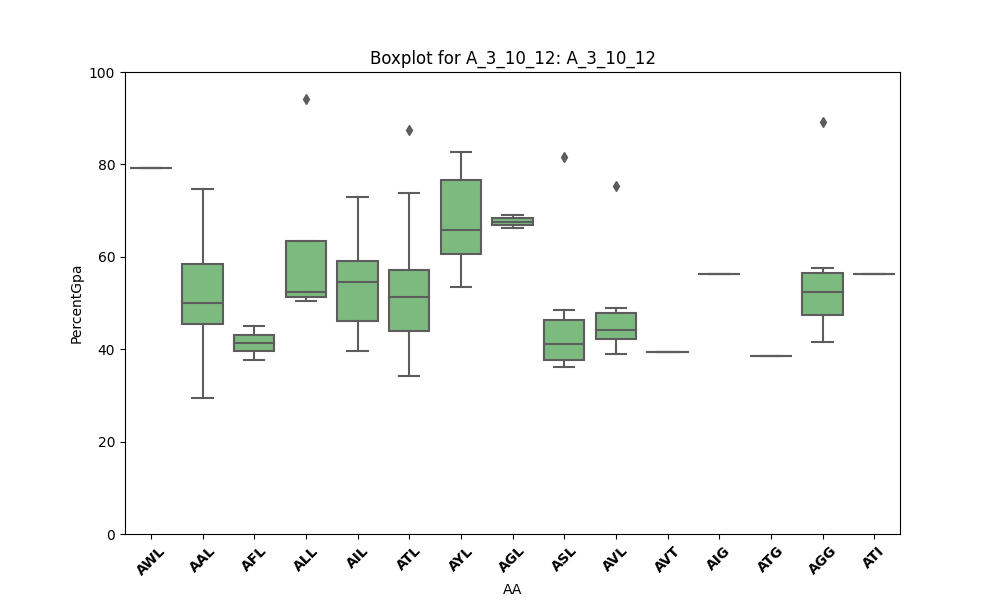 Boxplot for A_3_10_12: A_3_10_12
PercentGpa
100
80
60
40
20
0
AWL AAL AFL ALL AIL ATL AYL AGL ASL AVL AVT AIG ATG AGG ATI
AA